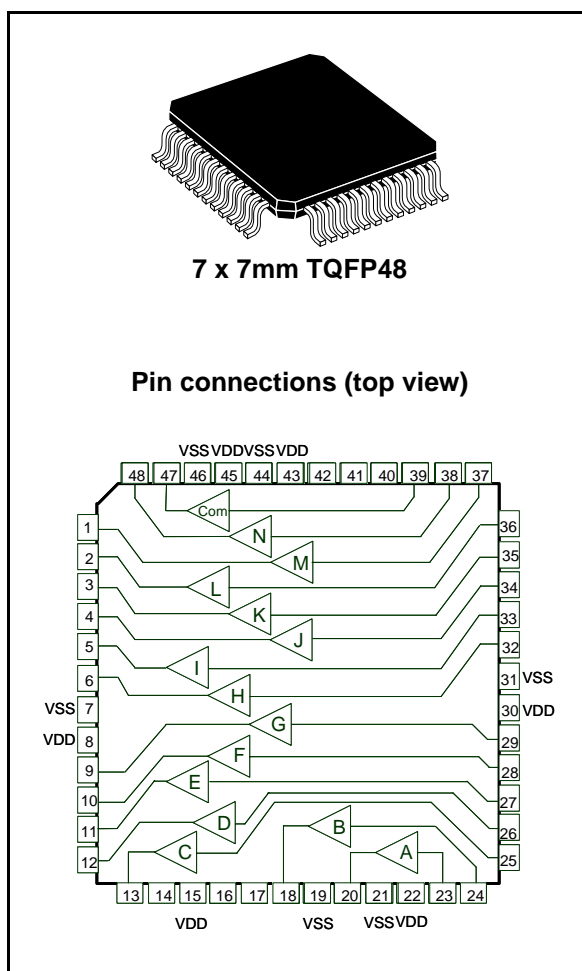 7 x 7mm TQFP48
Pin connections (top view)
VSS VDD VSS VDD
48 47 46 45 44 43 42 41 40 39 38 37
Com
N
M
L
K
J
I
H
G
F
E
D
C
B
A
1
2
3
4
5
6
VSS 7
VDD 8
9
10
11
12
36
35
34
33
32
31 VSS
30 VDD
29
28
27
26
25
13 14 15 16 17 18 19 20 21 22 23 24
VDD VSS VSS VDD